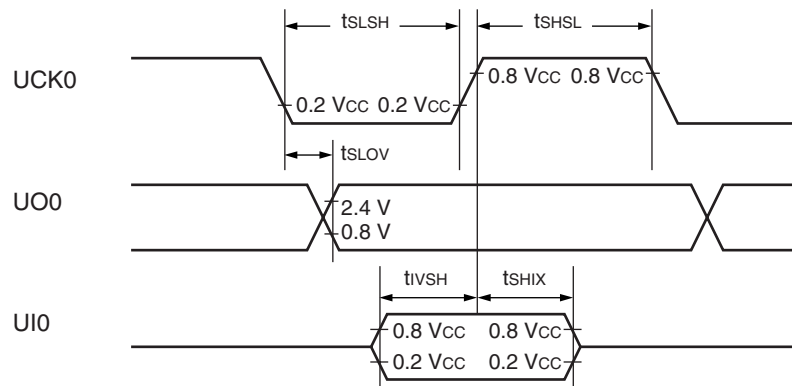 tSLSH tSHSL
UCK0
0.2 VCC 0.2 VCC
0.8 VCC 0.8 VCC
tSLOV
UO0
2.4 V
0.8 V
tIVSH tSHIX
UI0
0.8 VCC 0.8 VCC
0.2 VCC 0.2 VCC